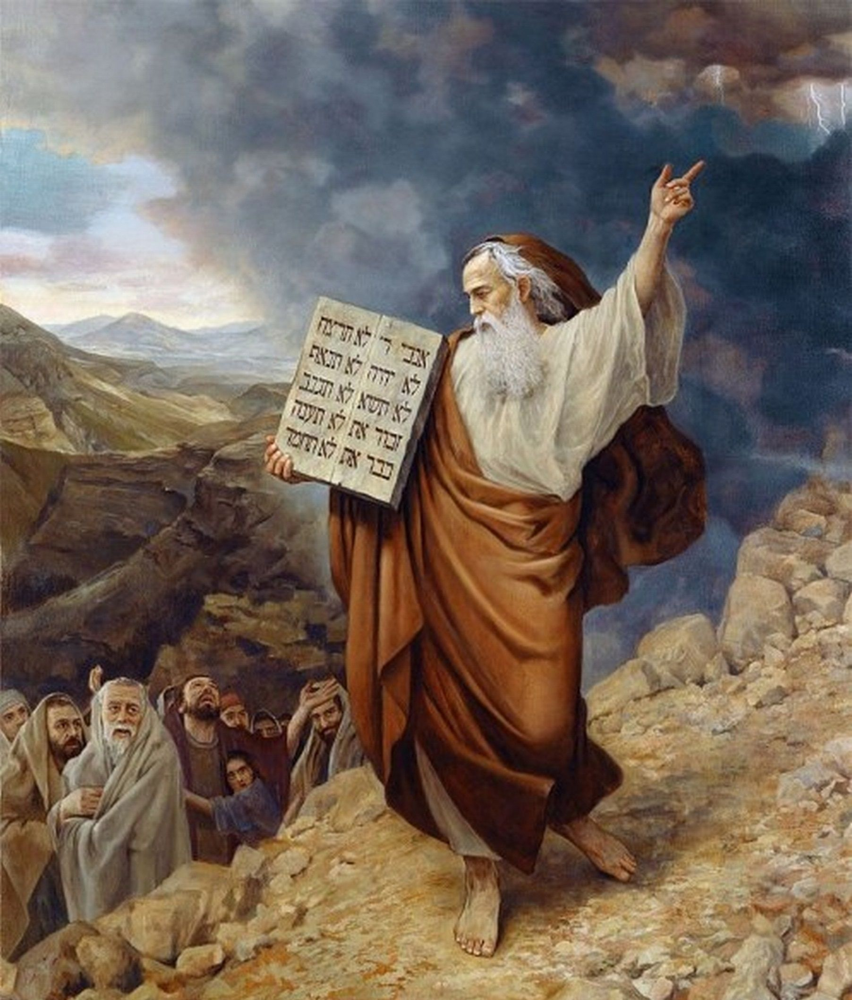 אנכי ד׳
לא יהיה
לא תשא
זכור את
כבד את
לא תרצח
לא תנאף
לא תגנב
לא תענה
לא תחמד